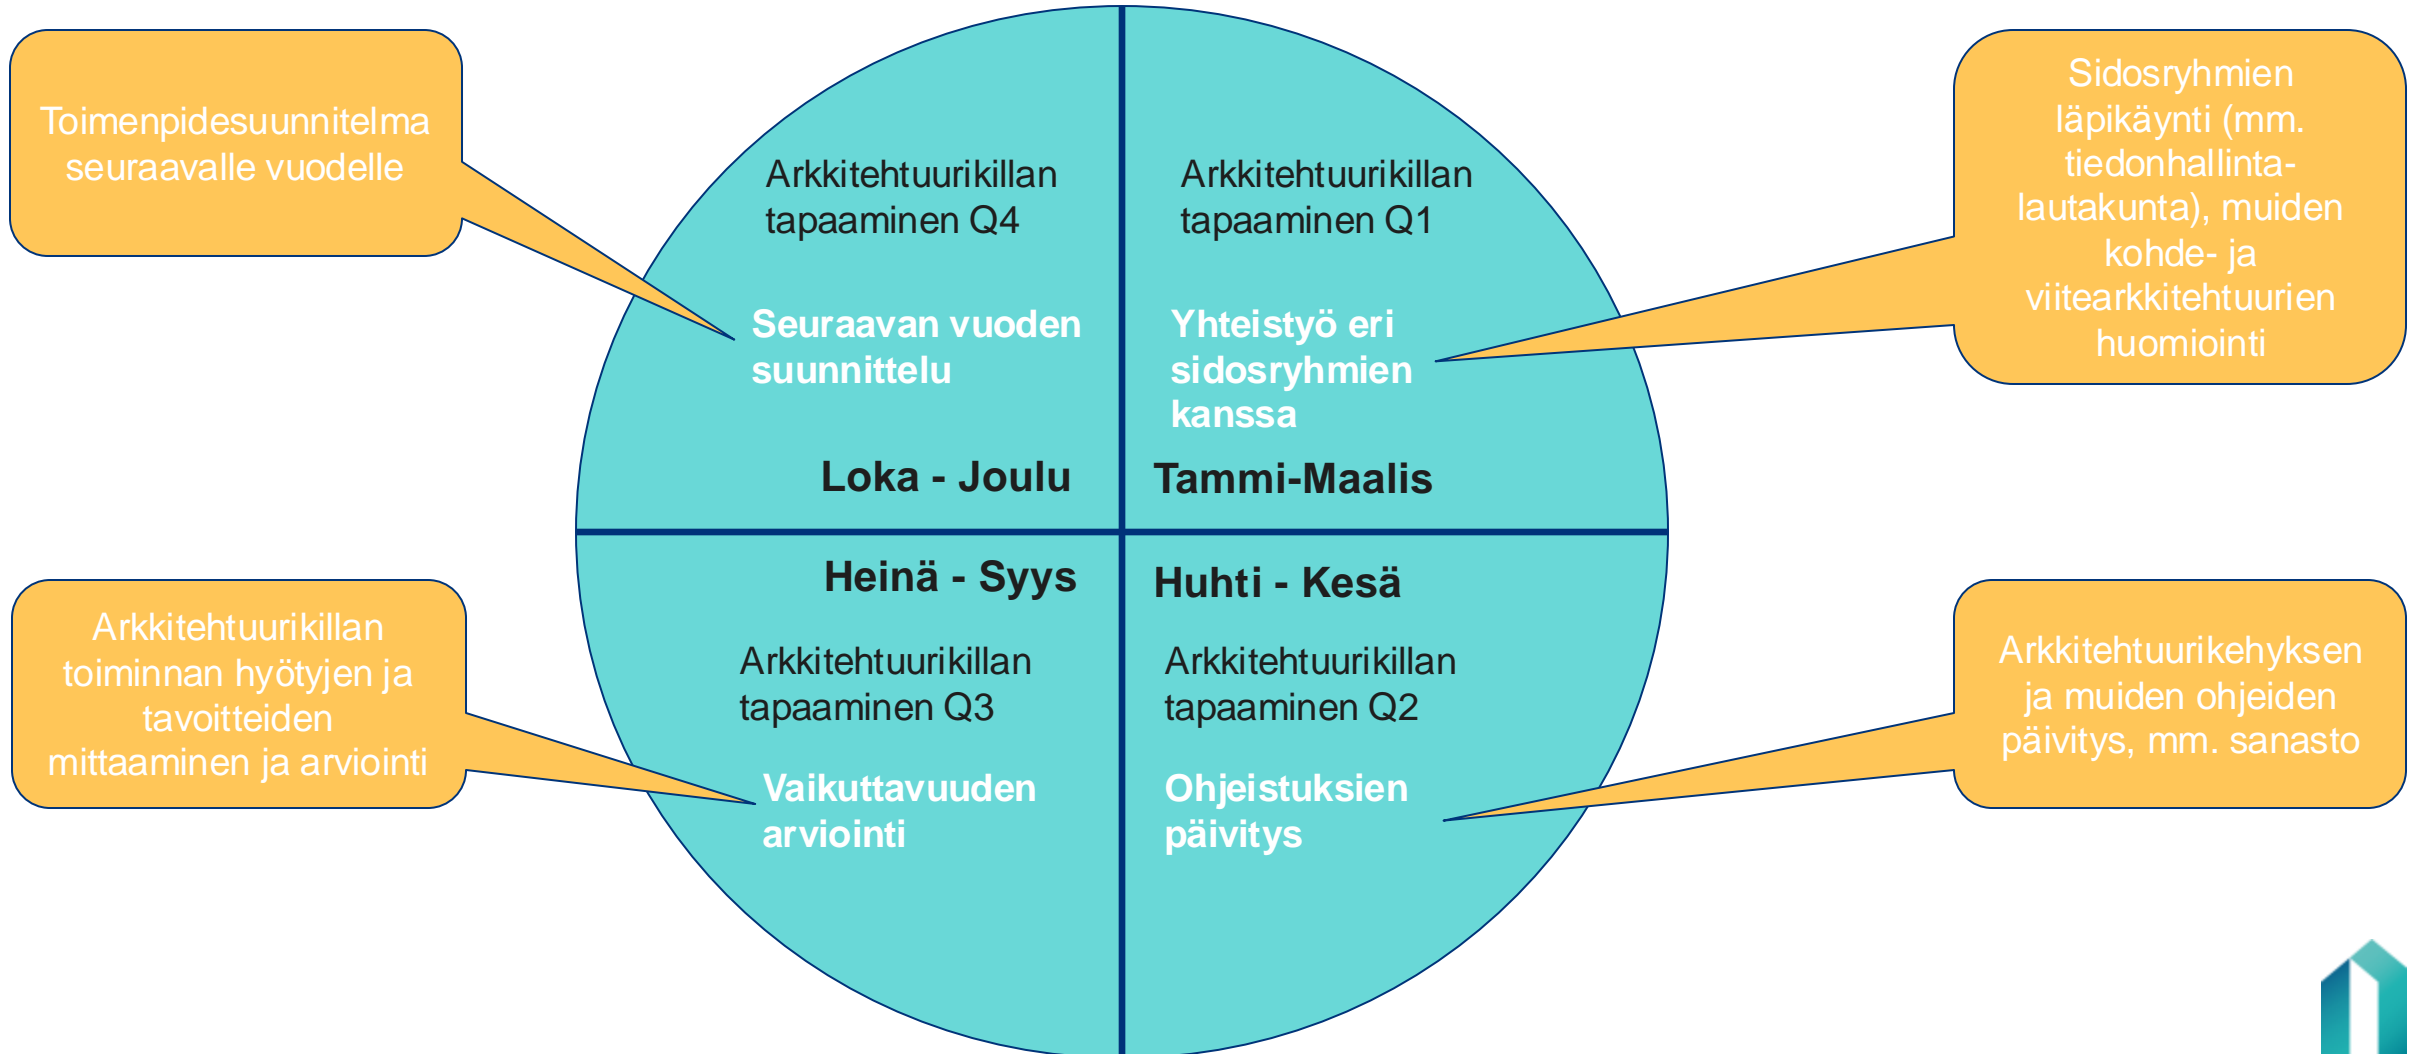 Toimenpidesuunnitelma
seuraavalle vuodelle
Arkkitehtuurikillan
tapaaminen Q4
Seuraavan vuoden
suunnittelu
Loka - Joulu
Arkkitehtuurikillan
tapaaminen Q1
Yhteistyö eri
sidosryhmien
kanssa
Tammi-Maalis
Sidosryhmien
läpikäynti (mm.
tiedonhallinta-
lautakunta), muiden
kohde- ja
viitearkkitehtuurien
huomiointi
Arkkitehtuurikillan
toiminnan hyötyjen ja
tavoitteiden
mittaaminen ja arviointi
Heinä - Syys
Arkkitehtuurikillan
tapaaminen Q3
Vaikuttavuuden
arviointi
Huhti - Kesä
Arkkitehtuurikillan
tapaaminen Q2
Ohjeistuksien
päivitys
Arkkitehtuurikehyksen
ja muiden ohjeiden
päivitys, mm. sanasto